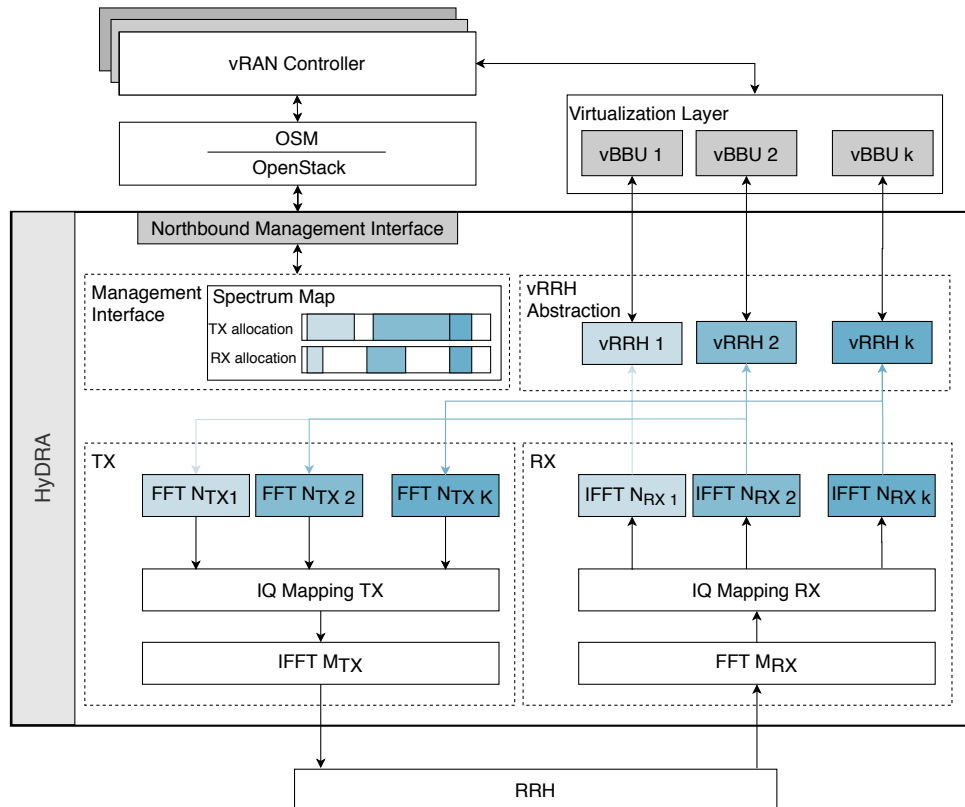 vRAN Controller
OSM
OpenStack
Virtualization Layer
vBBU 1
vBBU 2
vBBU k
HyDRA
Northbound Management Interface
Management
Interface
Spectrum Map
TX allocation
RX allocation
vRRH
Abstraction
vRRH 1
vRRH 2
vRRH k
TX
FFT NTX1
FFT NTX 2
FFT NTX K
IQ Mapping TX
IFFT MTX
RX
IFFT NRX 1
IFFT NRX 2
IFFT NRX k
IQ Mapping RX
FFT MRX
RRH